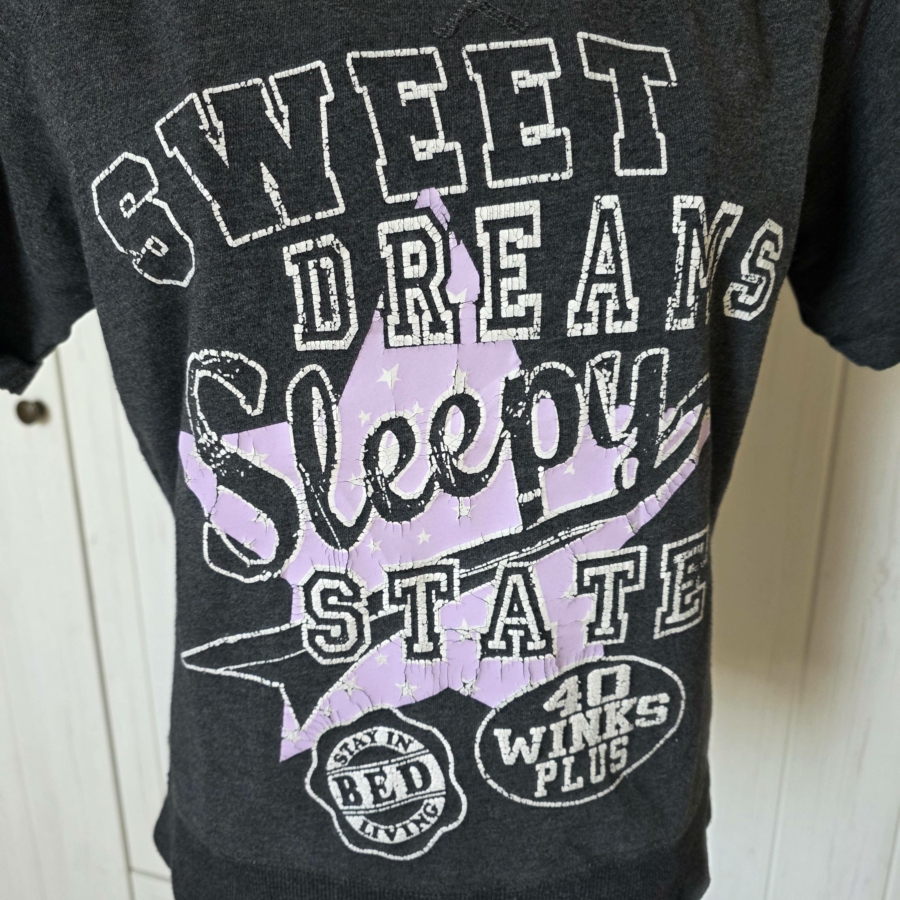 SWEET
DREAMS
Sleepy
STATE
STAY IN
BED
LIVING
40
WINKS
PLUS